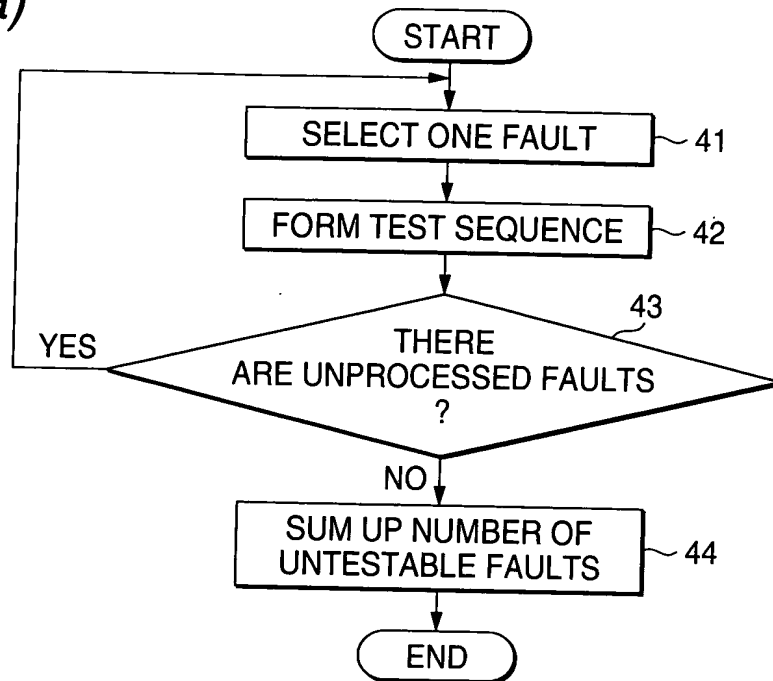 a)
START
SELECT ONE FAULT
41
FORM TEST SEQUENCE
42
43
THERE
ARE UNPROCESSED FAULTS
?
YES
NO
SUM UP NUMBER OF
UNTESTABLE FAULTS
44
END